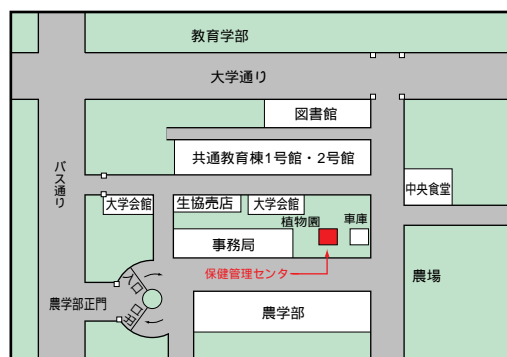 教育学部
大学通り
図書館
共通教育棟1号館・2号館
バス通り
中央食堂
大学会館
生協売店
大学会館
植物園
車庫
事務局
保健管理センター
農場
入口
農学部正門
出口
農学部